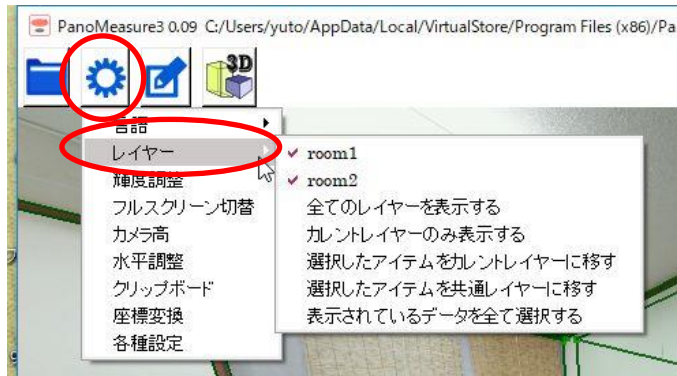 PanoMeasure3 0.09 C:/Users/yuto/AppData/Local/VirtualStore/Program Files (x86)/Pa
3D
言語
レイヤー
輝度調整
フルスクリーン切替
カメラ高
水平調整
クリップボード
座標変換
各種設定
room1
room2
全てのレイヤーを表示する
カレントレイヤーのみ表示する
選択したアイテムをカレントレイヤーに移す
選択したアイテムを共通レイヤーに移す
表示されているデータを全て選択する